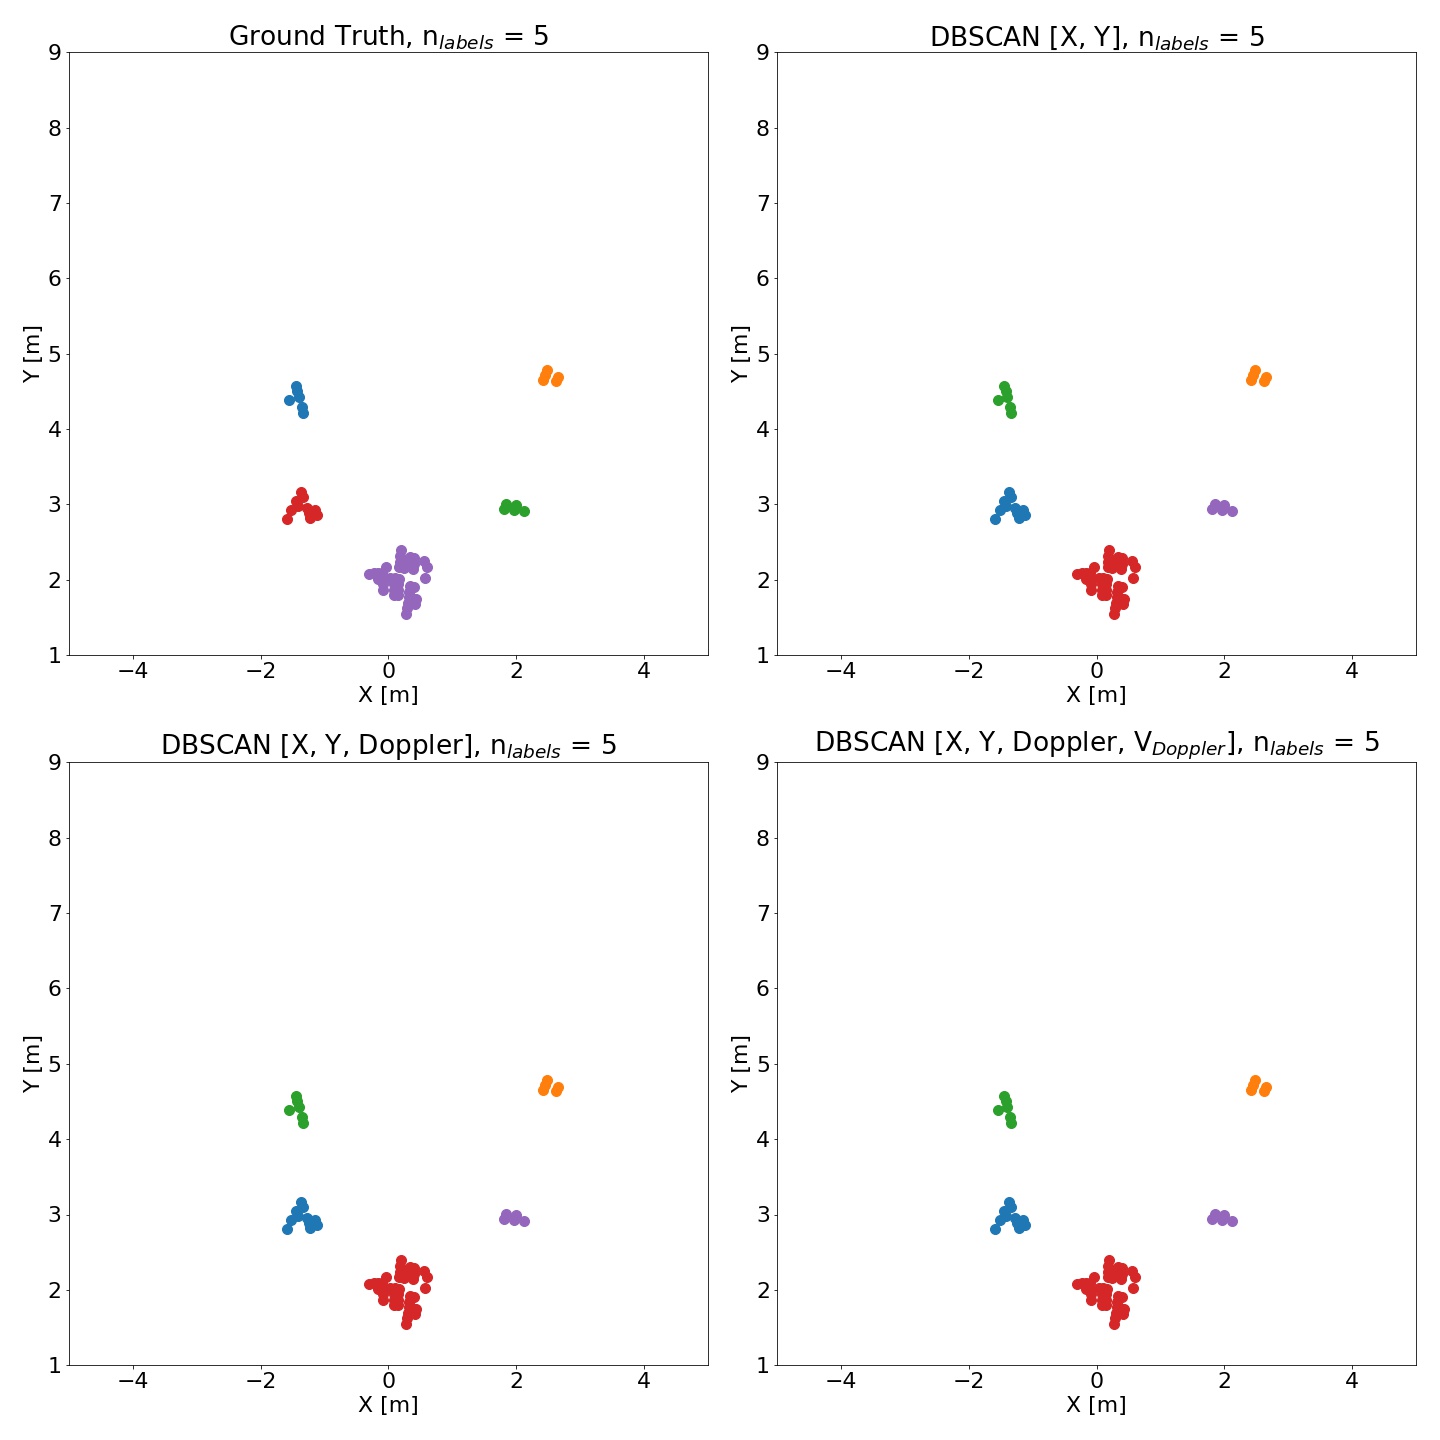 Ground Truth, n_labels = 5
9
8
7
6
5
4
3
2
1
Y [m]
−4 −2 0 2 4
X [m]
DBSCAN [X, Y], n_labels = 5
9
8
7
6
5
4
3
2
1
Y [m]
−4 −2 0 2 4
X [m]
DBSCAN [X, Y, Doppler], n_labels = 5
9
8
7
6
5
4
3
2
1
Y [m]
−4 −2 0 2 4
X [m]
DBSCAN [X, Y, Doppler, V_Doppler], n_labels = 5
9
8
7
6
5
4
3
2
1
Y [m]
−4 −2 0 2 4
X [m]